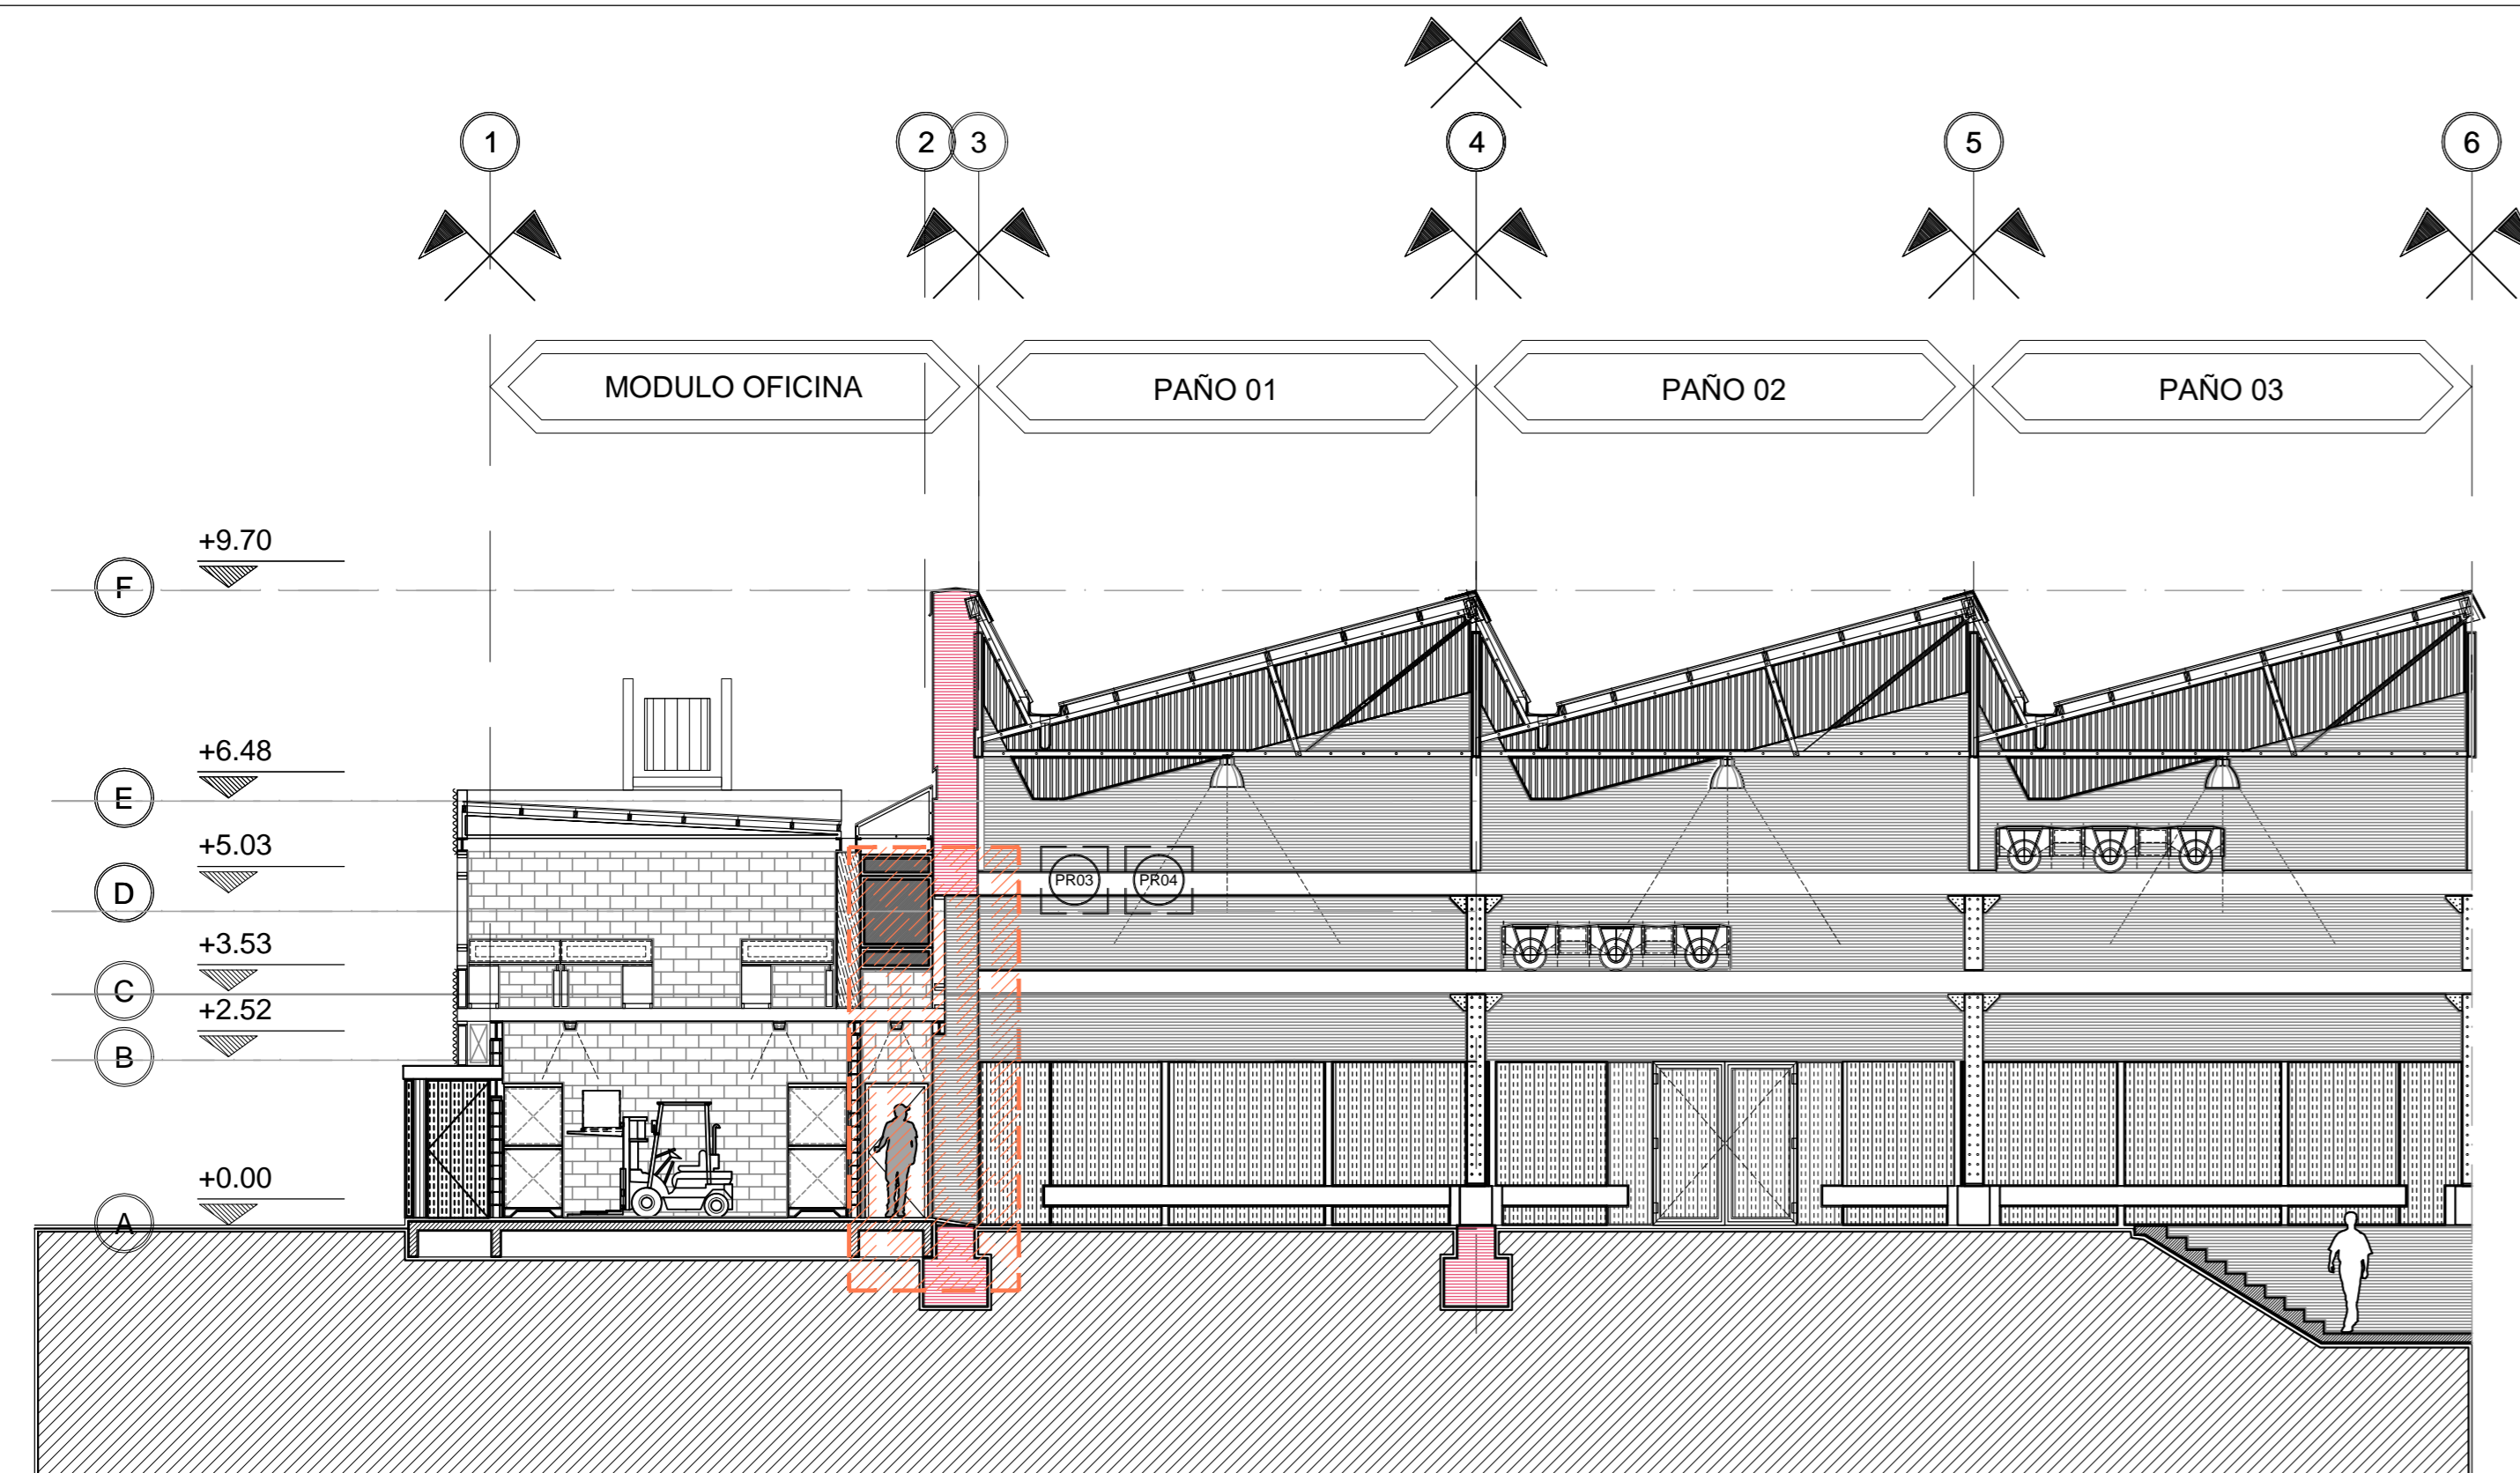 1
2
3
4
5
6
MODULO OFICINA
PAÑO 01
PAÑO 02
PAÑO 03
+9.70
F
+6.48
E
+5.03
D
PR03
PR04
+3.53
C
+2.52
B
+0.00
A